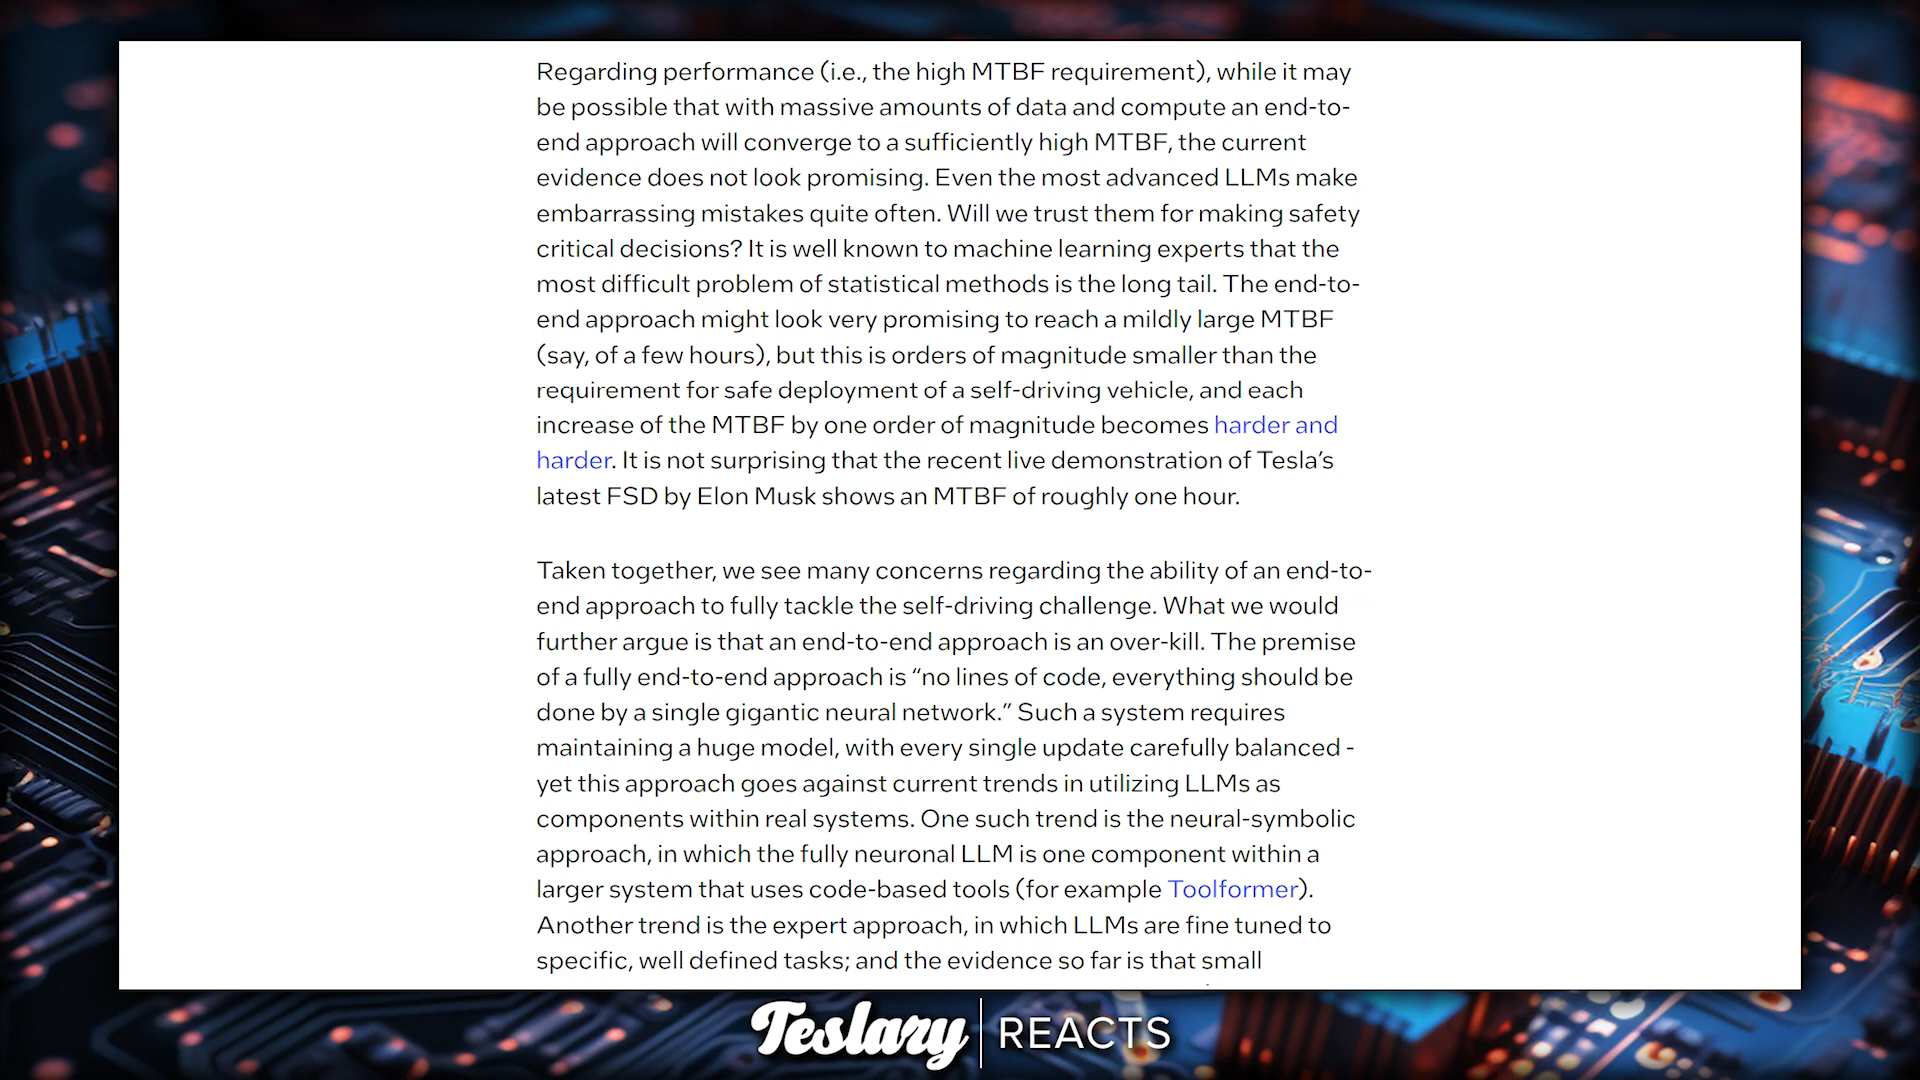 Regarding performance (i.e., the high MTBF requirement), while it may
be possible that with massive amounts of data and compute an end-to-
end approach will converge to a sufficiently high MTBF, the current
evidence does not look promising. Even the most advanced LLMs make
embarrassing mistakes quite often. Will we trust them for making safety
critical decisions? It is well known to machine learning experts that the
most difficult problem of statistical methods is the long tail. The end-to-
end approach might look very promising to reach a mildly large MTBF
(say, of a few hours), but this is orders of magnitude smaller than the
requirement for safe deployment of a self-driving vehicle, and each
increase of the MTBF by one order of magnitude becomes harder and
harder. It is not surprising that the recent live demonstration of Tesla’s
latest FSD by Elon Musk shows an MTBF of roughly one hour.
Taken together, we see many concerns regarding the ability of an end-to-
end approach to fully tackle the self-driving challenge. What we would
further argue is that an end-to-end approach is an over-kill. The premise
of a fully end-to-end approach is “no lines of code, everything should be
done by a single gigantic neural network.” Such a system requires
maintaining a huge model, with every single update carefully balanced -
yet this approach goes against current trends in utilizing LLMs as
components within real systems. One such trend is the neural-symbolic
approach, in which the fully neuronal LLM is one component within a
larger system that uses code-based tools (for example Toolformer).
Another trend is the expert approach, in which LLMs are fine tuned to
specific, well defined tasks; and the evidence so far is that small
Teslary REACTS